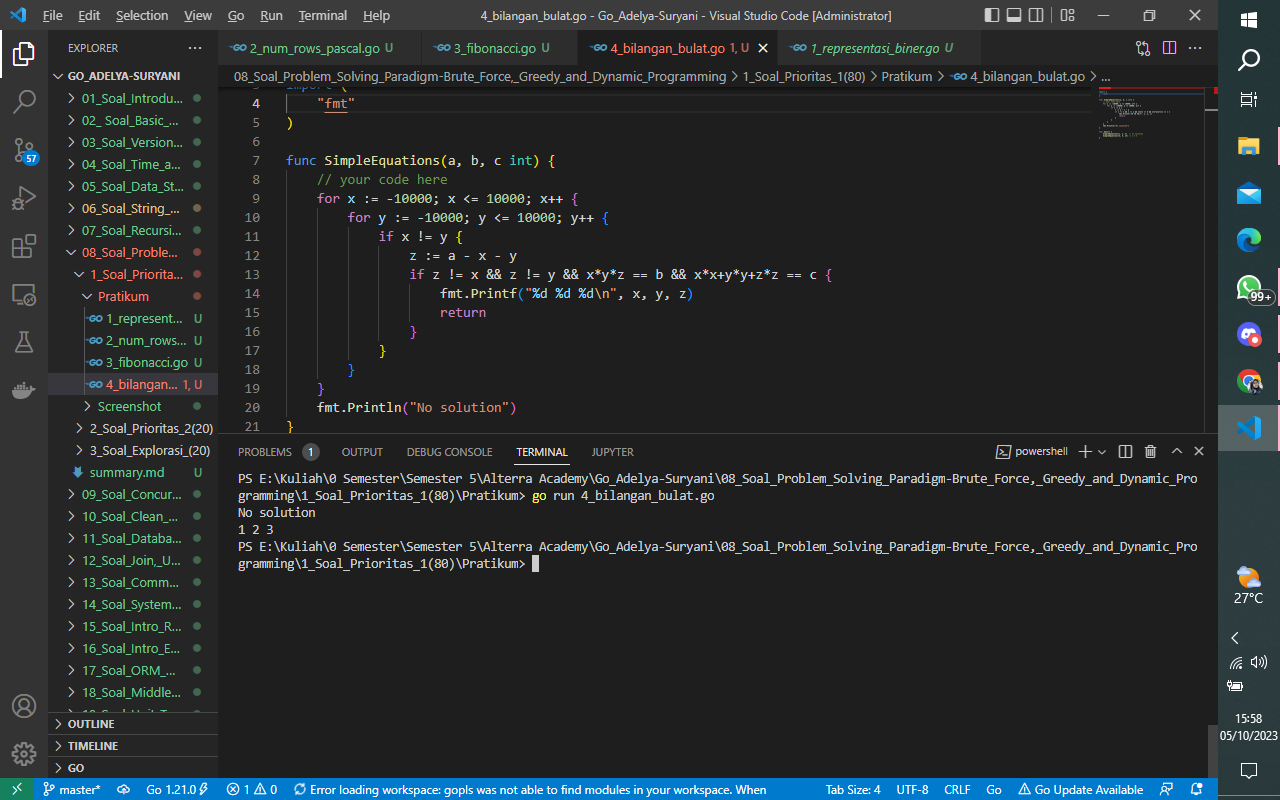 File Edit Selection View Go Run Terminal Help
4_bilangan_bulat.go - Go_Adelya-Suryani - Visual Studio Code [Administrator]
EXPLORER
GO_ADELYA-SURYANI
01_Soal_Introdu...
02_ Soal_Basic_...
03_Soal_Version...
04_Soal_Time_a...
05_Soal_Data_St...
06_Soal_String_...
07_Soal_Recursi...
08_Soal_Proble...
1_Soal_Priorita...
Pratikum
1_represent... U
2_num_rows... U
3_fibonacci.go U
4_bilangan... 1, U
Screenshot
2_Soal_Prioritas_2(20)
3_Soal_Explorasi_(20)
summary.md U
09_Soal_Concur...
10_Soal_Clean_...
11_Soal_Databa...
12_Soal_Join,_U...
13_Soal_Comm...
14_Soal_System...
15_Soal_Intro_R...
16_Soal_Intro_E...
17_Soal_ORM_...
18_Soal_Middle...
OUTLINE
TIMELINE
GO
57
2_num_rows_pascal.go U
3_fibonacci.go U
4_bilangan_bulat.go 1, U
1_representasi_biner.go U
08_Soal_Problem_Solving_Paradigm-Brute_Force,_Greedy_and_Dynamic_Programming > 1_Soal_Prioritas_1(80) > Pratikum > 4_bilangan_bulat.go > ...
3 import (
4 "fmt"
5 )
6
7 func SimpleEquations(a, b, c int) {
8 // your code here
9 for x := -10000; x <= 10000; x++ {
10 for y := -10000; y <= 10000; y++ {
11 if x != y {
12 z := a - x - y
13 if z != x && z != y && x*y*z == b && x*x+y*y+z*z == c {
14 fmt.Printf("%d %d %d\n", x, y, z)
15 return
16 }
17 }
18 }
19 }
20 fmt.Println("No solution")
21 }
PROBLEMS 1 OUTPUT DEBUG CONSOLE TERMINAL JUPYTER
powershell
PS E:\Kuliah\0 Semester\Semester 5\Alterra Academy\Go_Adelya-Suryani\08_Soal_Problem_Solving_Paradigm-Brute_Force,_Greedy_and_Dynamic_Pro
gramming\1_Soal_Prioritas_1(80)\Pratikum> go run 4_bilangan_bulat.go
No solution
1 2 3
PS E:\Kuliah\0 Semester\Semester 5\Alterra Academy\Go_Adelya-Suryani\08_Soal_Problem_Solving_Paradigm-Brute_Force,_Greedy_and_Dynamic_Pro
gramming\1_Soal_Prioritas_1(80)\Pratikum>
master* Go 1.21.0 1 0 Error loading workspace: gopls was not able to find modules in your workspace. When
Tab Size: 4 UTF-8 CRLF Go Go Update Available
99+
27°C
15:58
05/10/2023